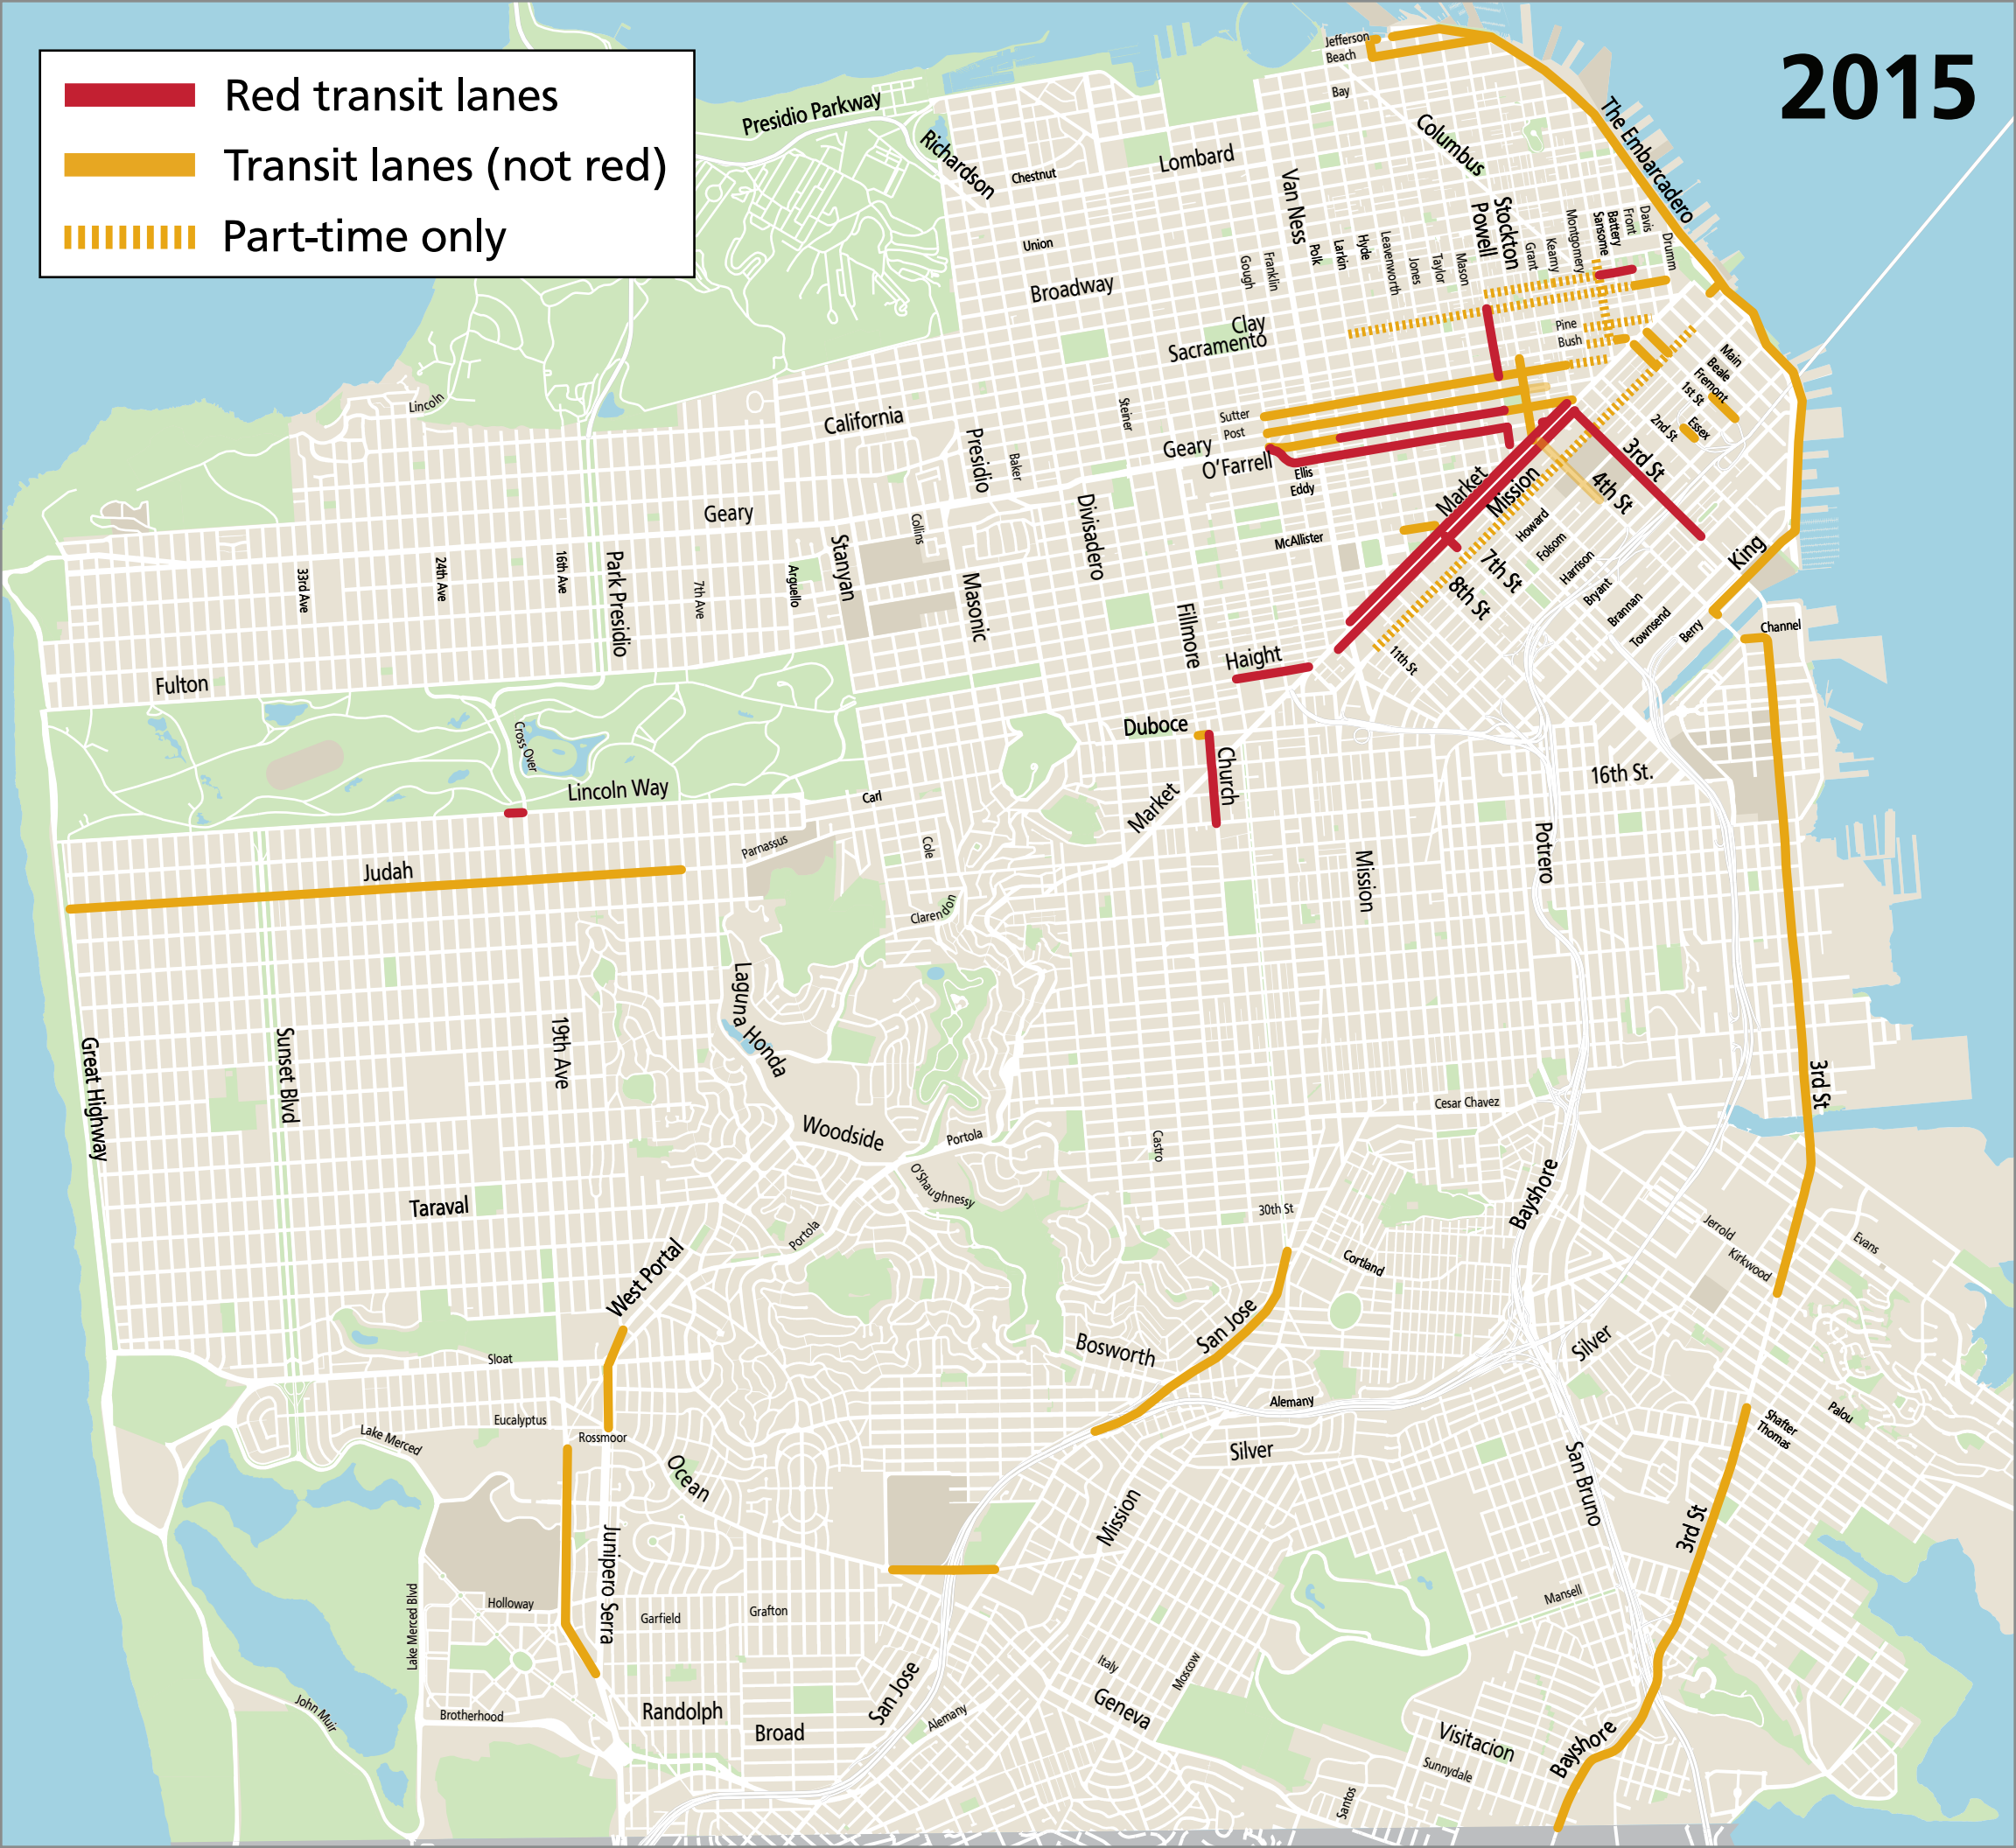 2015
Red transit lanes
Transit lanes (not red)
Part-time only
Jefferson
Beach
Bay
Presidio Parkway
Richardson
Chestnut
Lombard
Columbus
The Embarcadero
Van Ness
Union
Broadway
Gough
Franklin
Polk
Larkin
Hyde
Leavenworth
Jones
Taylor
Mason
Powell
Stockton
Grant
Kearny
Montgomery
Sansome
Battery
Front
Davis
Drumm
Clay
Sacramento
Pine
Bush
Main
Beale
Fremont
1st St
Essex
2nd St
Lincoln
California
Presidio
Baker
Steiner
Sutter
Post
Geary
O'Farrell
Ellis
Eddy
Market
Mission
3rd St
4th St
Geary
Collins
Stanyan
Divisadero
McAllister
Howard
Folsom
Harrison
Bryant
Brannan
Townsend
Berry
King
7th St
8th St
11th St
Channel
33rd Ave
24th Ave
16th Ave
Park Presidio
7th Ave
Arguello
Masonic
Fillmore
Haight
Fulton
Cross Over
Duboce
Church
Lincoln Way
Carl
Market
16th St.
Parnassus
Cole
Judah
Mission
Potrero
Clarendon
Laguna Honda
Great Highway
Sunset Blvd
19th Ave
3rd St
Woodside
Portola
Castro
Cesar Chavez
O'Shaughnessy
Bayshore
Taraval
Portola
30th St
Cortland
Jerrold
Kirkwood
Evans
West Portal
San Jose
Bosworth
Silver
Sloat
Alemany
Eucalyptus
Rossmoor
Lake Merced
Ocean
Silver
Shafter
Thomas
Palou
San Bruno
Mission
3rd St
Junipero Serra
Lake Merced Blvd
Holloway
Garfield
Grafton
Mansell
Italy
Moscow
San Jose
Geneva
John Muir
Brotherhood
Randolph
Broad
Alemany
Visitacion
Sunnydale
Bayshore
Santos